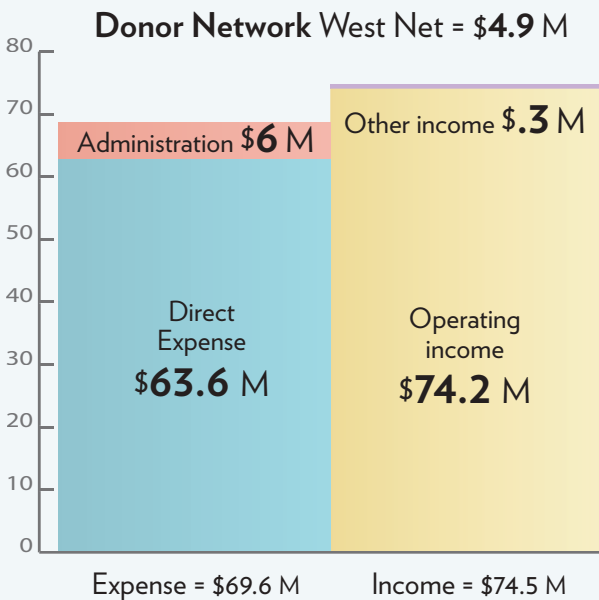 Donor Network West Net = $4.9 M
80
70
60
50
40
30
20
10
0
Administration $6 M
Other income $.3 M
Direct
Expense
$63.6 M
Operating
income
$74.2 M
Expense = $69.6 M
Income = $74.5 M